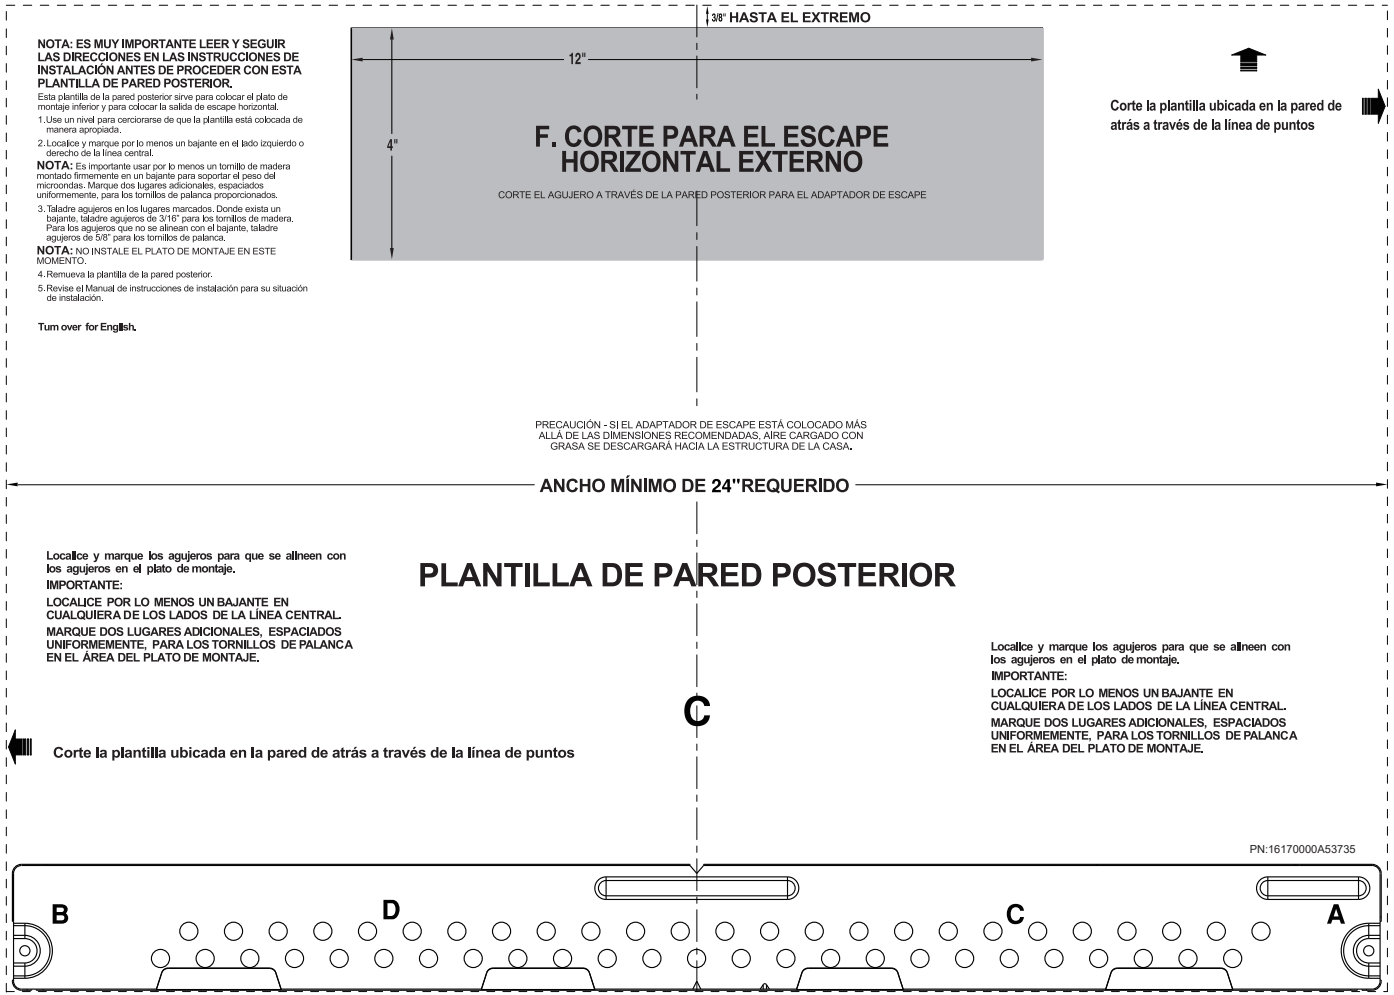 3/8" HASTA EL EXTREMO
NOTA: ES MUY IMPORTANTE LEER Y SEGUIR
LAS DIRECCIONES EN LAS INSTRUCCIONES DE
INSTALACIÓN ANTES DE PROCEDER CON ESTA
PLANTILLA DE PARED POSTERIOR.
Esta plantilla de la pared posterior sirve para colocar el plato de
montaje inferior y para colocar la salida de escape horizontal.
1.Use un nivel para cerciorarse de que la plantilla está colocada de
manera apropiada.
2.Localice y marque por lo menos un bajante en el lado izquierdo o
derecho de la línea central.
NOTA: Es importante usar por lo menos un tornillo de madera
montado firmemente en un bajante para soportar el peso del
microondas. Marque dos lugares adicionales, espaciados
uniformemente, para los tornillos de palanca proporcionados.
3.Taladre agujeros en los lugares marcados. Donde exista un
bajante, taladre agujeros de 3/16" para los tornillos de madera.
Para los agujeros que no se alinean con el bajante, taladre
agujeros de 5/8" para los tornillos de palanca.
NOTA: NO INSTALE EL PLATO DE MONTAJE EN ESTE
MOMENTO.
4.Remueva la plantilla de la pared posterior.
5.Revise el Manual de instrucciones de instalación para su situación
de instalación.
Turn over for English.
12"
4"
F. CORTE PARA EL ESCAPE
HORIZONTAL EXTERNO
CORTE EL AGUJERO A TRAVÉS DE LA PARED POSTERIOR PARA EL ADAPTADOR DE ESCAPE
Corte la plantilla ubicada en la pared de
atrás a través de la línea de puntos
PRECAUCIÓN - SI EL ADAPTADOR DE ESCAPE ESTÁ COLOCADO MÁS
ALLÁ DE LAS DIMENSIONES RECOMENDADAS, AIRE CARGADO CON
GRASA SE DESCARGARÁ HACIA LA ESTRUCTURA DE LA CASA.
ANCHO MÍNIMO DE 24"REQUERIDO
Localice y marque los agujeros para que se alineen con
los agujeros en el plato de montaje.
IMPORTANTE:
LOCALICE POR LO MENOS UN BAJANTE EN
CUALQUIERA DE LOS LADOS DE LA LÍNEA CENTRAL.
MARQUE DOS LUGARES ADICIONALES, ESPACIADOS
UNIFORMEMENTE, PARA LOS TORNILLOS DE PALANCA
EN EL ÁREA DEL PLATO DE MONTAJE.
PLANTILLA DE PARED POSTERIOR
Localice y marque los agujeros para que se alineen con
los agujeros en el plato de montaje.
IMPORTANTE:
LOCALICE POR LO MENOS UN BAJANTE EN
CUALQUIERA DE LOS LADOS DE LA LÍNEA CENTRAL.
MARQUE DOS LUGARES ADICIONALES, ESPACIADOS
UNIFORMEMENTE, PARA LOS TORNILLOS DE PALANCA
EN EL ÁREA DEL PLATO DE MONTAJE.
C
Corte la plantilla ubicada en la pared de atrás a través de la línea de puntos
PN:16170000A53735
B
D
C
A